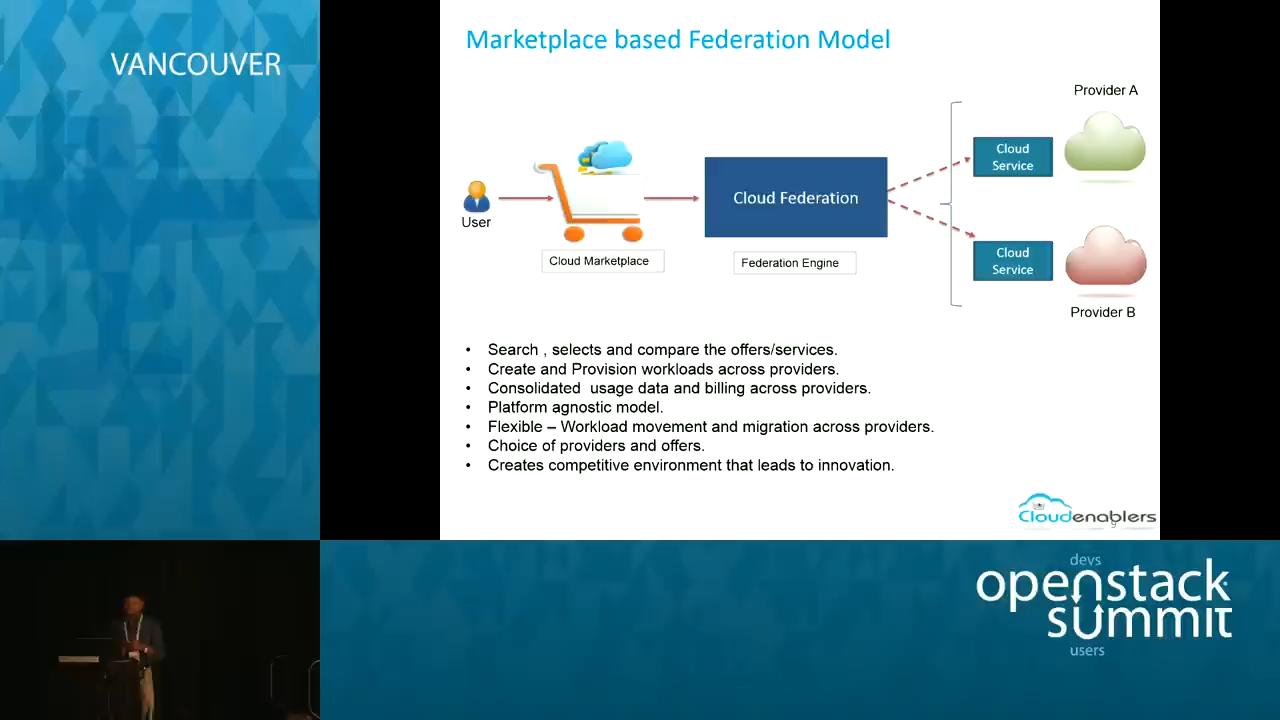 VANCOUVER
Marketplace based Federation Model
Provider A
Cloud
Service
Cloud Federation
User
Cloud Marketplace
Federation Engine
Cloud
Service
Provider B
• Search , selects and compare the offers/services.
• Create and Provision workloads across providers.
• Consolidated  usage data and billing across providers.
• Platform agnostic model.
• Flexible – Workload movement and migration across providers.
• Choice of providers and offers.
• Creates competitive environment that leads to innovation.
Cloudenablers
9
devs
openstack
summit
users